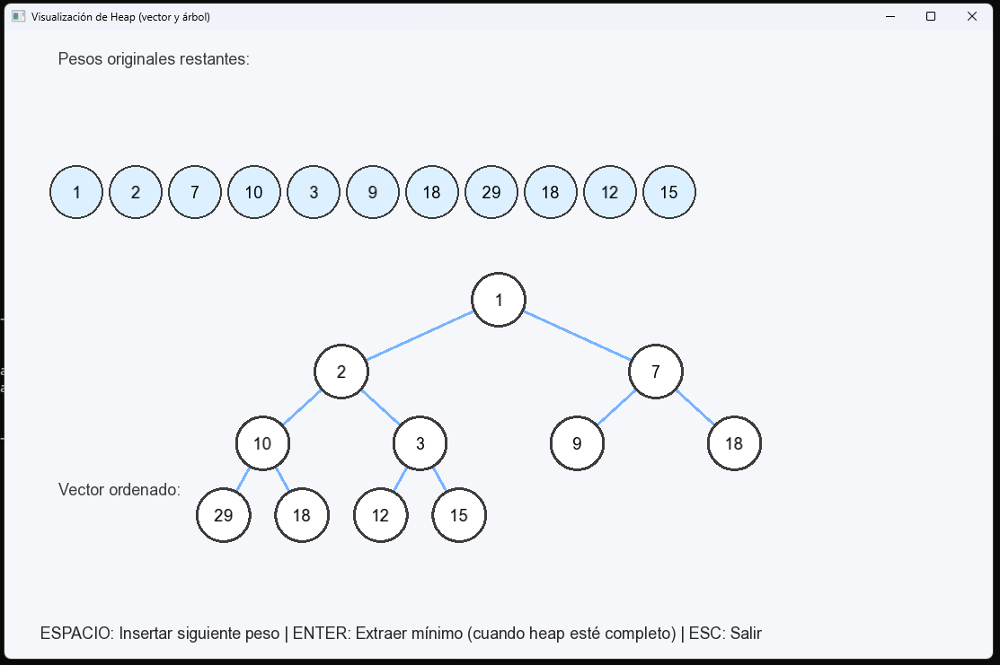 Visualización de Heap (vector y árbol)
Pesos originales restantes:
1 2 7 10 3 9 18 29 18 12 15
1
2 7
10 3 9 18
Vector ordenado:
29 18 12 15
ESPACIO: Insertar siguiente peso | ENTER: Extraer mínimo (cuando heap esté completo) | ESC: Salir